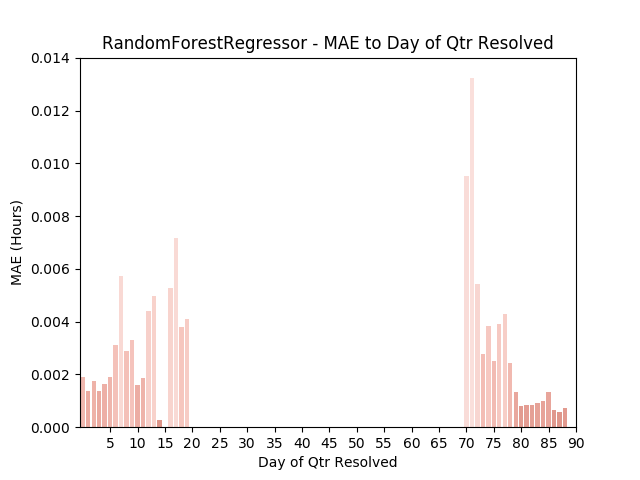 RandomForestRegressor - MAE to Day of Qtr Resolved
0.014
0.012
0.010
0.008
0.006
0.004
0.002
0.000
MAE (Hours)
5 10 15 20 25 30 35 40 45 50 55 60 65 70 75 80 85 90
Day of Qtr Resolved